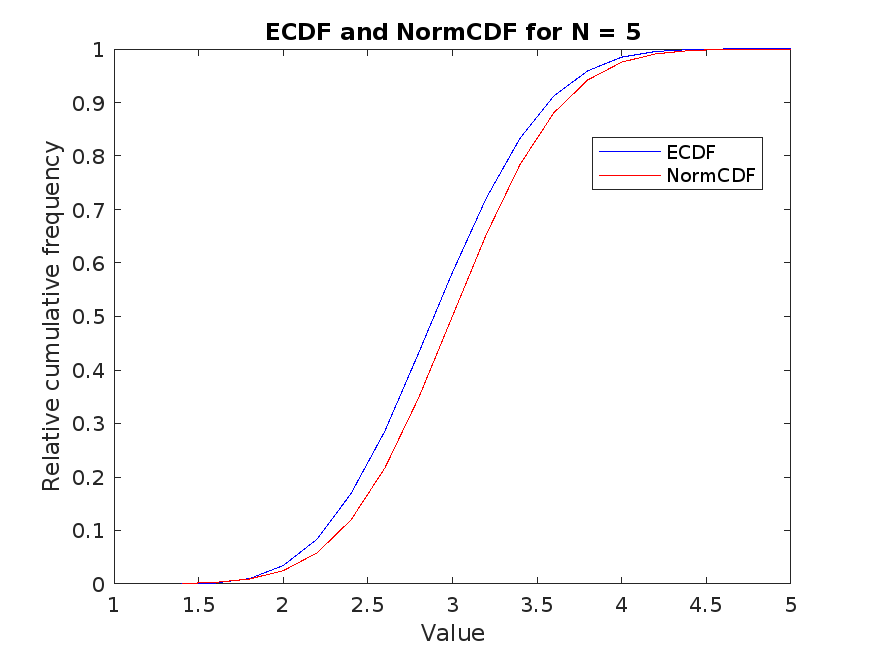 ECDF and NormCDF for N = 5
1
0.9
0.8
0.7
0.6
0.5
0.4
0.3
0.2
0.1
0
Relative cumulative frequency
ECDF
NormCDF
1 1.5 2 2.5 3 3.5 4 4.5 5
Value